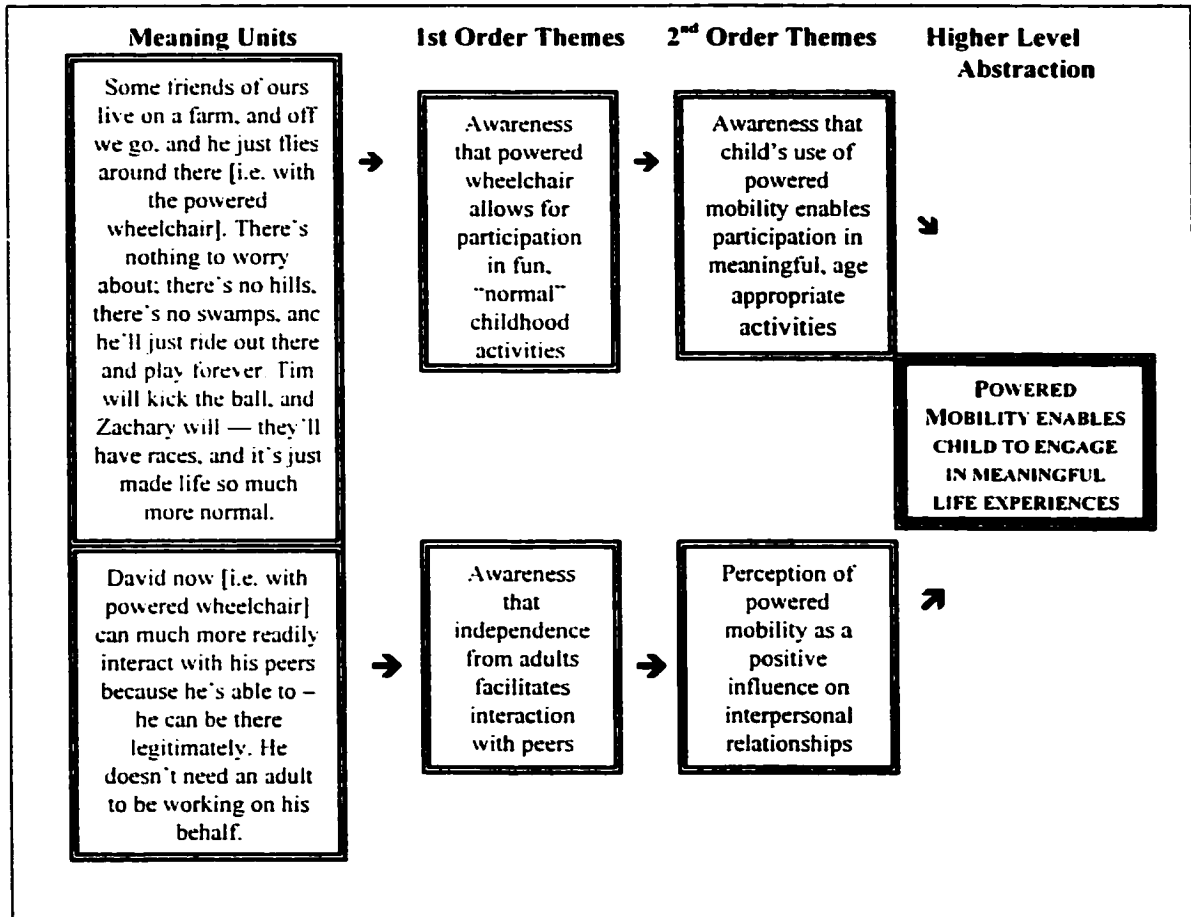 Meaning Units
1st Order Themes
2nd Order Themes
Higher Level
Abstraction
Some friends of ours
live on a farm, and off
we go, and he just flies
around there [i.e. with
the powered
wheelchair]. There's
nothing to worry
about; there's no hills,
there's no swamps, and
he'll just ride out there
and play forever. Tim
will kick the ball, and
Zachary will — they'll
have races, and it's just
made life so much
more normal.
Awareness
that powered
wheelchair
allows for
participation
in fun,
"normal"
childhood
activities
Awareness that
child's use of
powered
mobility enables
participation in
meaningful, age
appropriate
activities
POWERED
MOBILITY ENABLES
CHILD TO ENGAGE
IN MEANINGFUL
LIFE EXPERIENCES
David now [i.e. with
powered wheelchair]
can much more readily
interact with his peers
because he's able to –
he can be there
legitimately. He
doesn't need an adult
to be working on his
behalf.
Awareness
that
independence
from adults
facilitates
interaction
with peers
Perception of
powered
mobility as a
positive
influence on
interpersonal
relationships